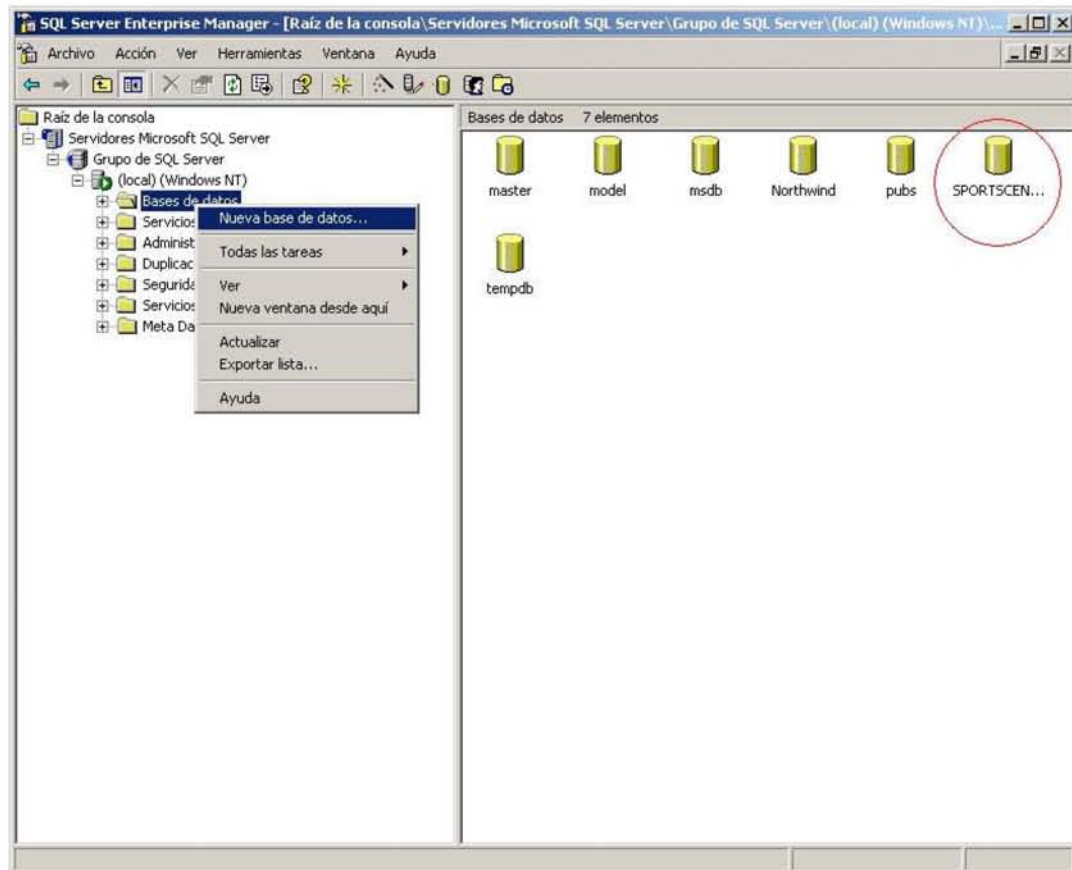 SQL Server Enterprise Manager - [Raíz de la consola\Servidores Microsoft SQL Server\Grupo de SQL Server\(local) (Windows NT)\...
Archivo Acción Ver Herramientas Ventana Ayuda
Raíz de la consola
Servidores Microsoft SQL Server
Grupo de SQL Server
(local) (Windows NT)
Bases de datos
Servicios
Administ
Duplicac
Segurida
Servicios
Meta Da
Nueva base de datos...
Todas las tareas
Ver
Nueva ventana desde aquí
Actualizar
Exportar lista...
Ayuda
Bases de datos 7 elementos
master model msdb Northwind pubs SPORTSCEN...
tempdb